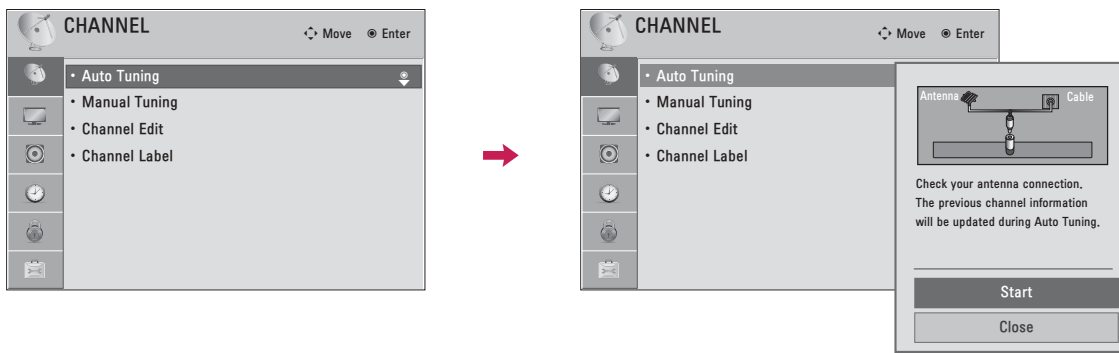 CHANNEL
Move Enter
• Auto Tuning
• Manual Tuning
• Channel Edit
• Channel Label
CHANNEL
Move Enter
• Auto Tuning
• Manual Tuning
• Channel Edit
• Channel Label
Antenna Cable
Check your antenna connection.
The previous channel information
will be updated during Auto Tuning.
Start
Close